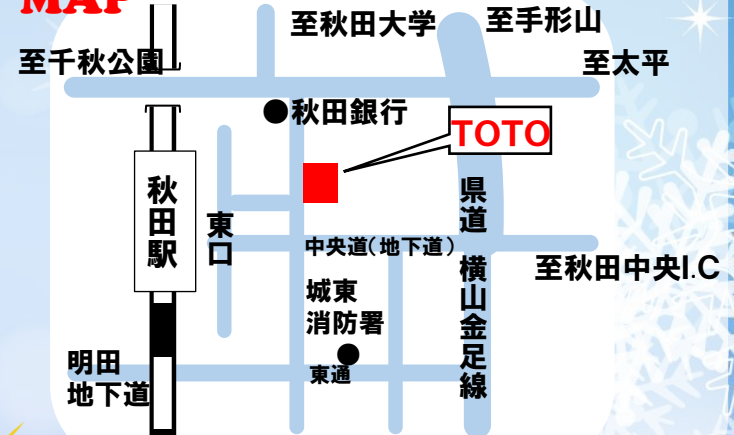 MAP
至秋田大学
至手形山
至千秋公園
至太平
●秋田銀行
TOTO
秋田駅
東口
県道 横山金足線
中央道(地下道)
至秋田中央I.C
城東
消防署
明田
地下道
東通